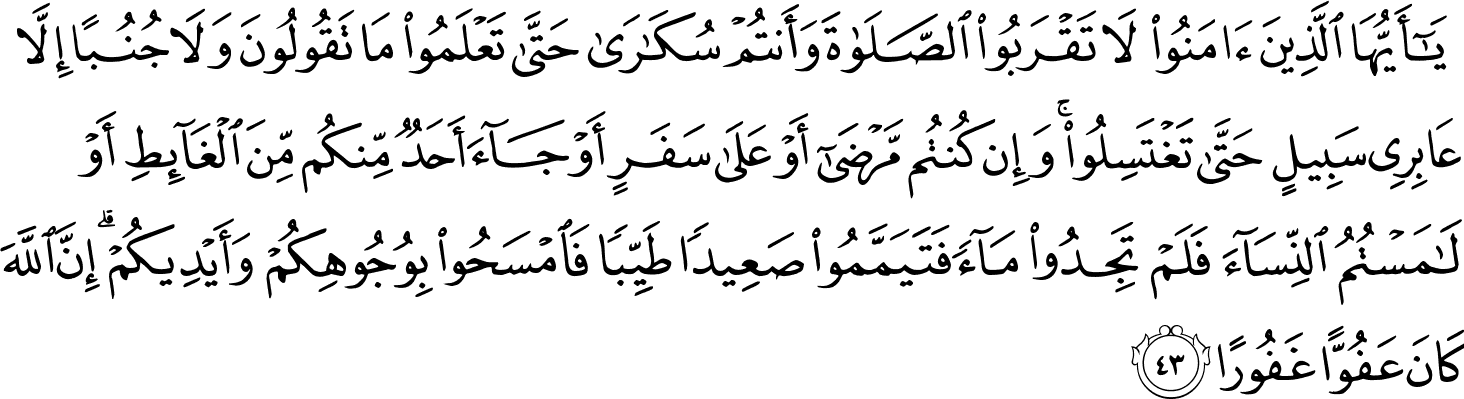 يَـٰٓأَيُّهَا ٱلَّذِينَ ءَامَنُوا۟ لَا تَقْرَبُوا۟ ٱلصَّلَوٰةَ وَأَنتُمْ سُكَـٰرَىٰ حَتَّىٰ تَعْلَمُوا۟ مَا تَقُولُونَ وَلَا جُنُبًا إِلَّا
عَابِرِى سَبِيلٍ حَتَّىٰ تَغْتَسِلُوا۟ ۚ وَإِن كُنتُم مَّرْضَىٰٓ أَوْ عَلَىٰ سَفَرٍ أَوْ جَآءَ أَحَدٌ مِّنكُم مِّنَ ٱلْغَآئِطِ أَوْ
لَـٰمَسْتُمُ ٱلنِّسَآءَ فَلَمْ تَجِدُوا۟ مَآءً فَتَيَمَّمُوا۟ صَعِيدًا طَيِّبًا فَٱمْسَحُوا۟ بِوُجُوهِكُمْ وَأَيْدِيكُمْ ۗ إِنَّ ٱللَّهَ
كَانَ عَفُوًّا غَفُورًا ٤٣